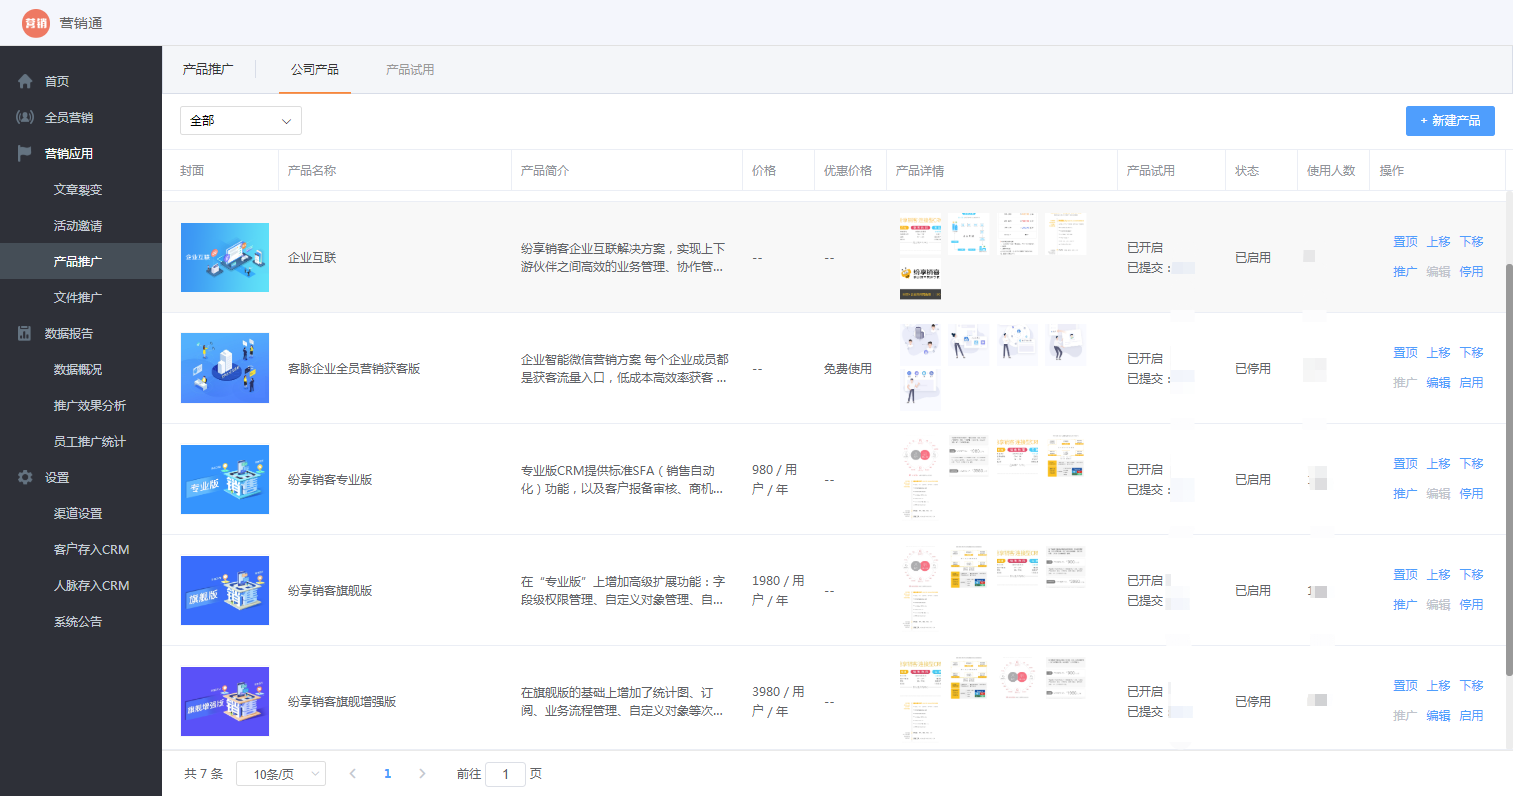 营销 营销通
首页
全员营销
营销应用
文章裂变
活动邀请
产品推广
文件推广
数据报告
数据概况
推广效果分析
员工推广统计
设置
渠道设置
客户存入CRM
人脉存入CRM
系统公告
产品推广 公司产品 产品试用
全部
+ 新建产品
封面 产品名称 产品简介 价格 优惠价格 产品详情 产品试用 状态 使用人数 操作
企业互联
企业互联
纷享销客企业互联解决方案，实现上下
游伙伴之间高效的业务管理、协作管...
--
--
纷享销客
已开启
已提交：
已启用
置顶 上移 下移
推广 编辑 停用
客脉企业全员营销获客版
企业智能微信营销方案 每个企业成员都
是获客流量入口，低成本高效率获客 ...
--
免费使用
已开启
已提交：
已停用
置顶 上移 下移
推广 编辑 启用
专业版
纷享销客专业版
专业版CRM提供标准SFA（销售自动
化）功能，以及客户报备审核、商机...
980 / 用
户 / 年
--
已开启
已提交：
已启用
置顶 上移 下移
推广 编辑 停用
旗舰版
纷享销客旗舰版
在“专业版”上增加高级扩展功能：字
段级权限管理、自定义对象管理、自...
1980 / 用
户 / 年
--
已开启
已提交
已启用
置顶 上移 下移
推广 编辑 停用
旗舰增强版
纷享销客旗舰增强版
在旗舰版的基础上增加了统计图、订
阅、业务流程管理、自定义对象等次...
3980 / 用
户 / 年
--
已开启
已提交
已停用
置顶 上移 下移
推广 编辑 启用
共 7 条 10条/页 1 前往 1 页